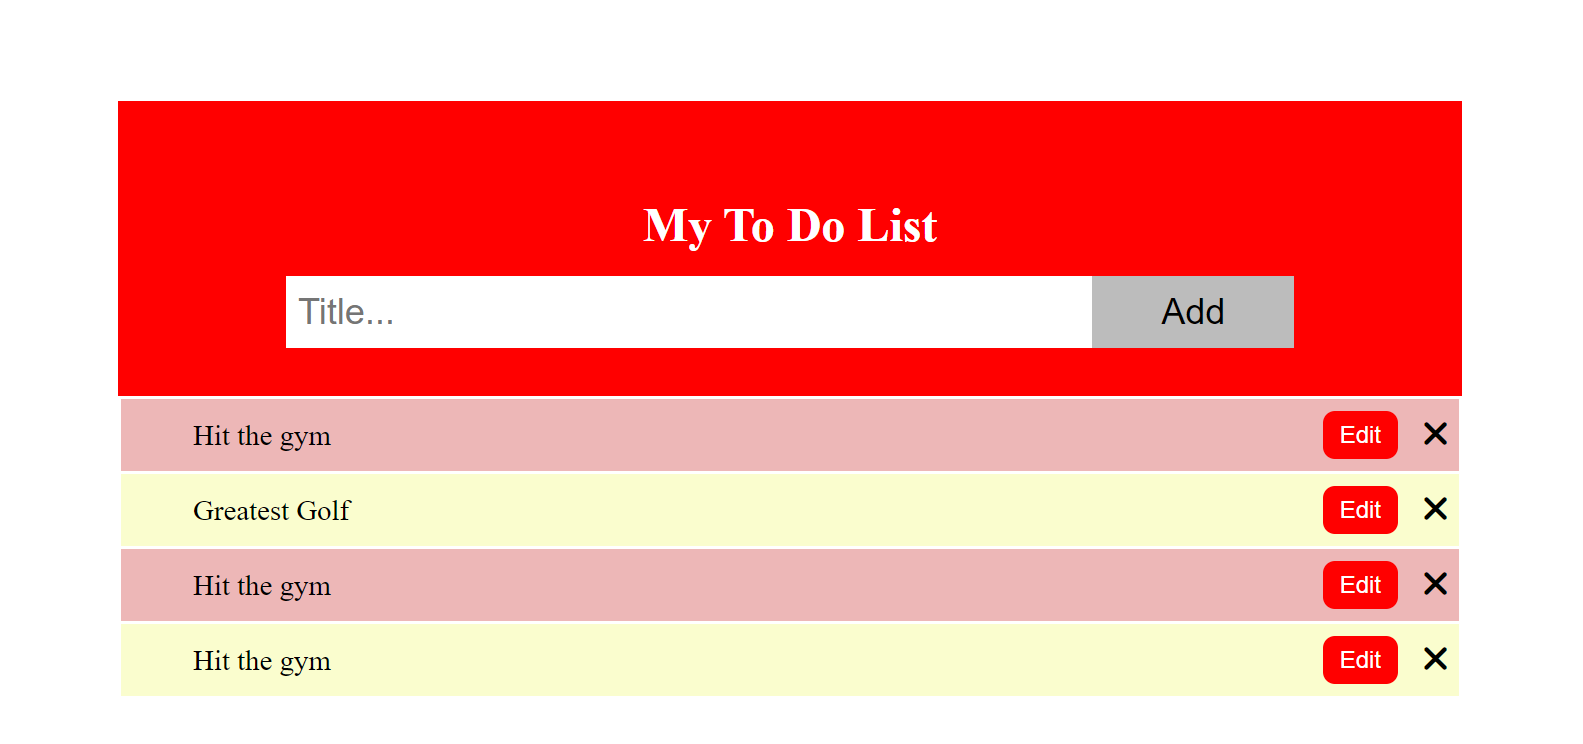 My To Do List
Title... Add
Hit the gym Edit
Greatest Golf Edit
Hit the gym Edit
Hit the gym Edit